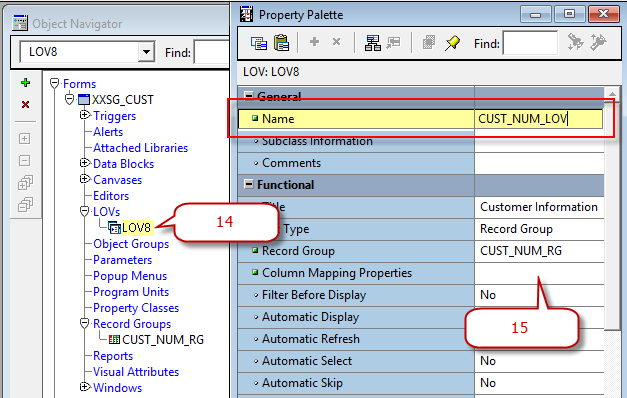 Object Navigator
LOV8
Find:
Forms
XXSG_CUST
Triggers
Alerts
Attached Libraries
Data Blocks
Canvases
Editors
LOVs
LOV8
14
Object Groups
Parameters
Popup Menus
Program Units
Property Classes
Record Groups
CUST_NUM_RG
Reports
Visual Attributes
Windows
Property Palette
Find:
LOV: LOV8
General
Name CUST_NUM_LOV
Subclass Information
Comments
Functional
Title Customer Information
Type Record Group
Record Group CUST_NUM_RG
Column Mapping Properties
Filter Before Display No
Automatic Display
Automatic Refresh
Automatic Select No
Automatic Skip No
15